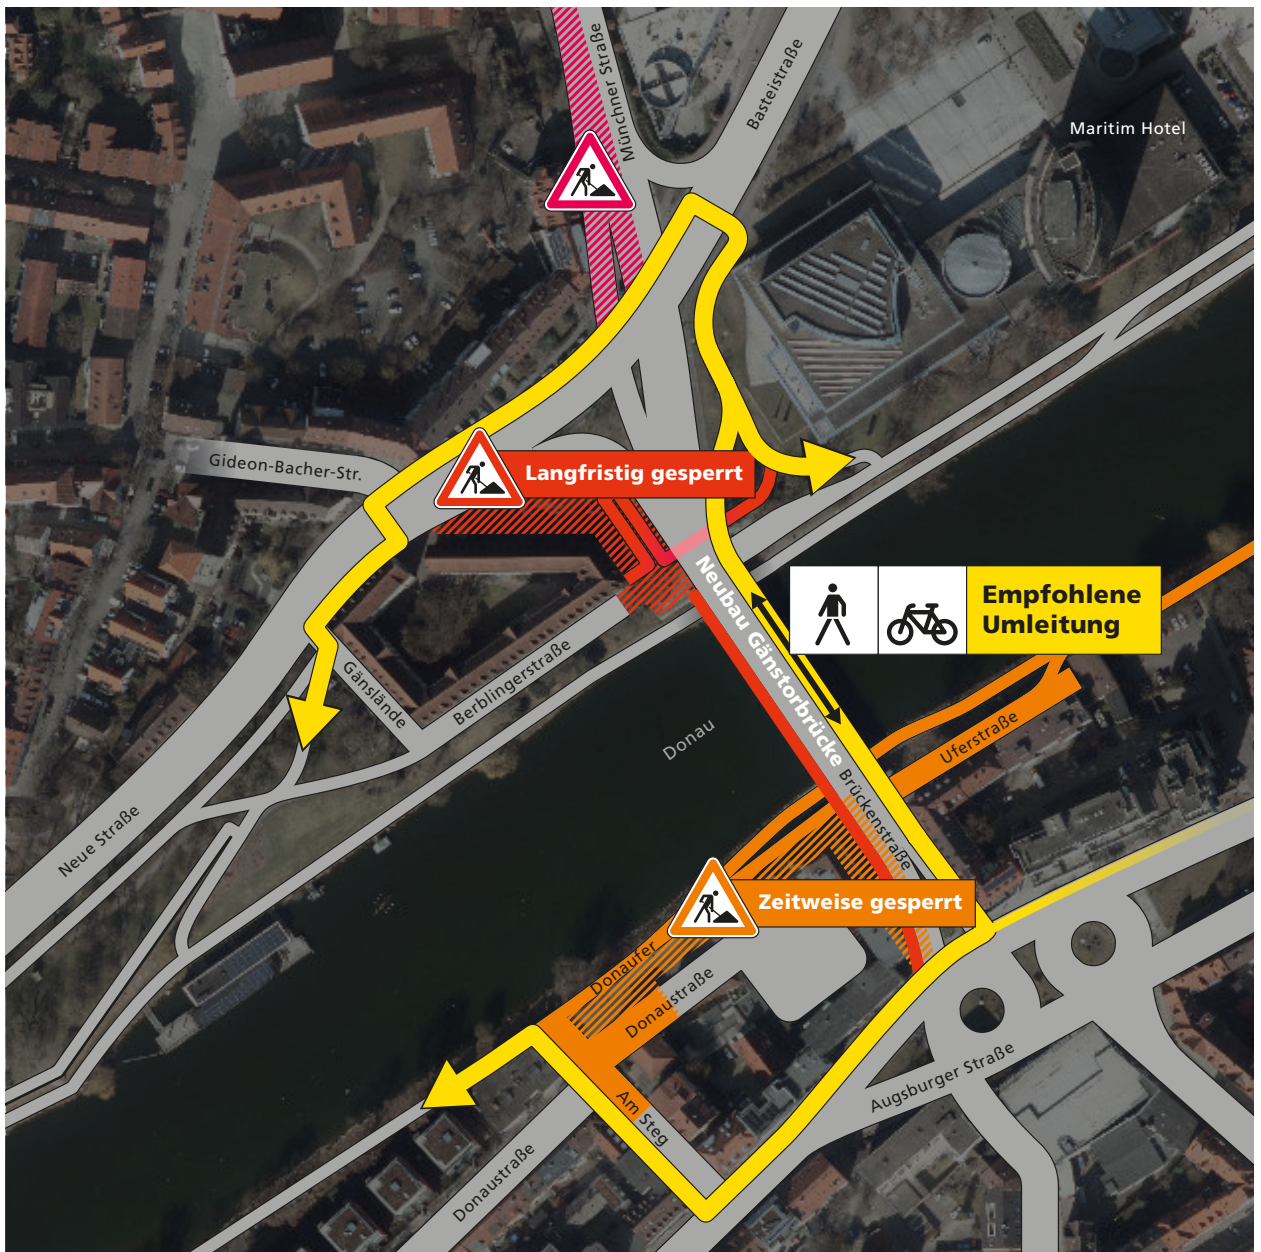 Münchner Straße
Basteistraße
Maritim Hotel
Gideon-Bacher-Str.
Langfristig gesperrt
Neubau Gänstorbrücke
Empfohlene
Umleitung
Gänslände
Berblingerstraße
Donau
Uferstraße
Brückenstraße
Neue Straße
Zeitweise gesperrt
Donauufer
Donaustraße
Augsburger Straße
Am Steg
Donaustraße